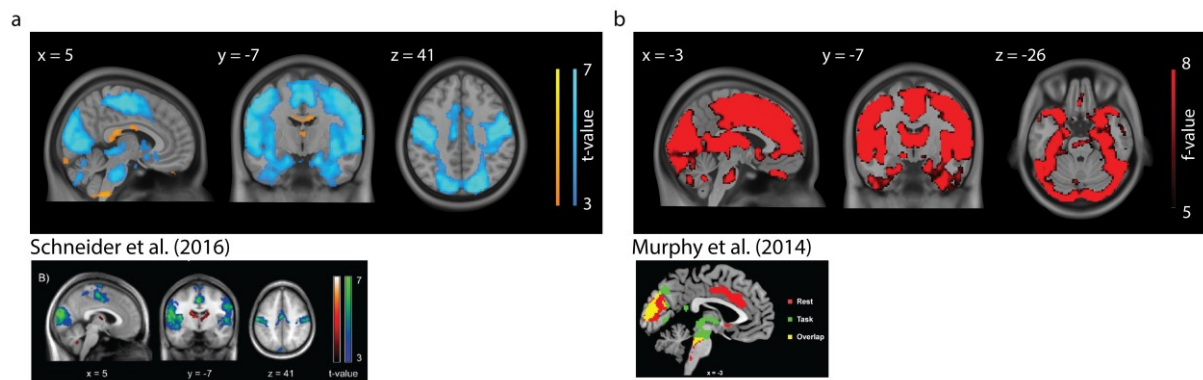 a
x = 5
y = -7
z = 41
7
t-value
3
Schneider et al. (2016)
B)
7
3
x = 5
y = -7
z = 41
t-value
b
x = -3
y = -7
z = -26
8
f-value
5
Murphy et al. (2014)
Rest
Task
Overlap
x = -3